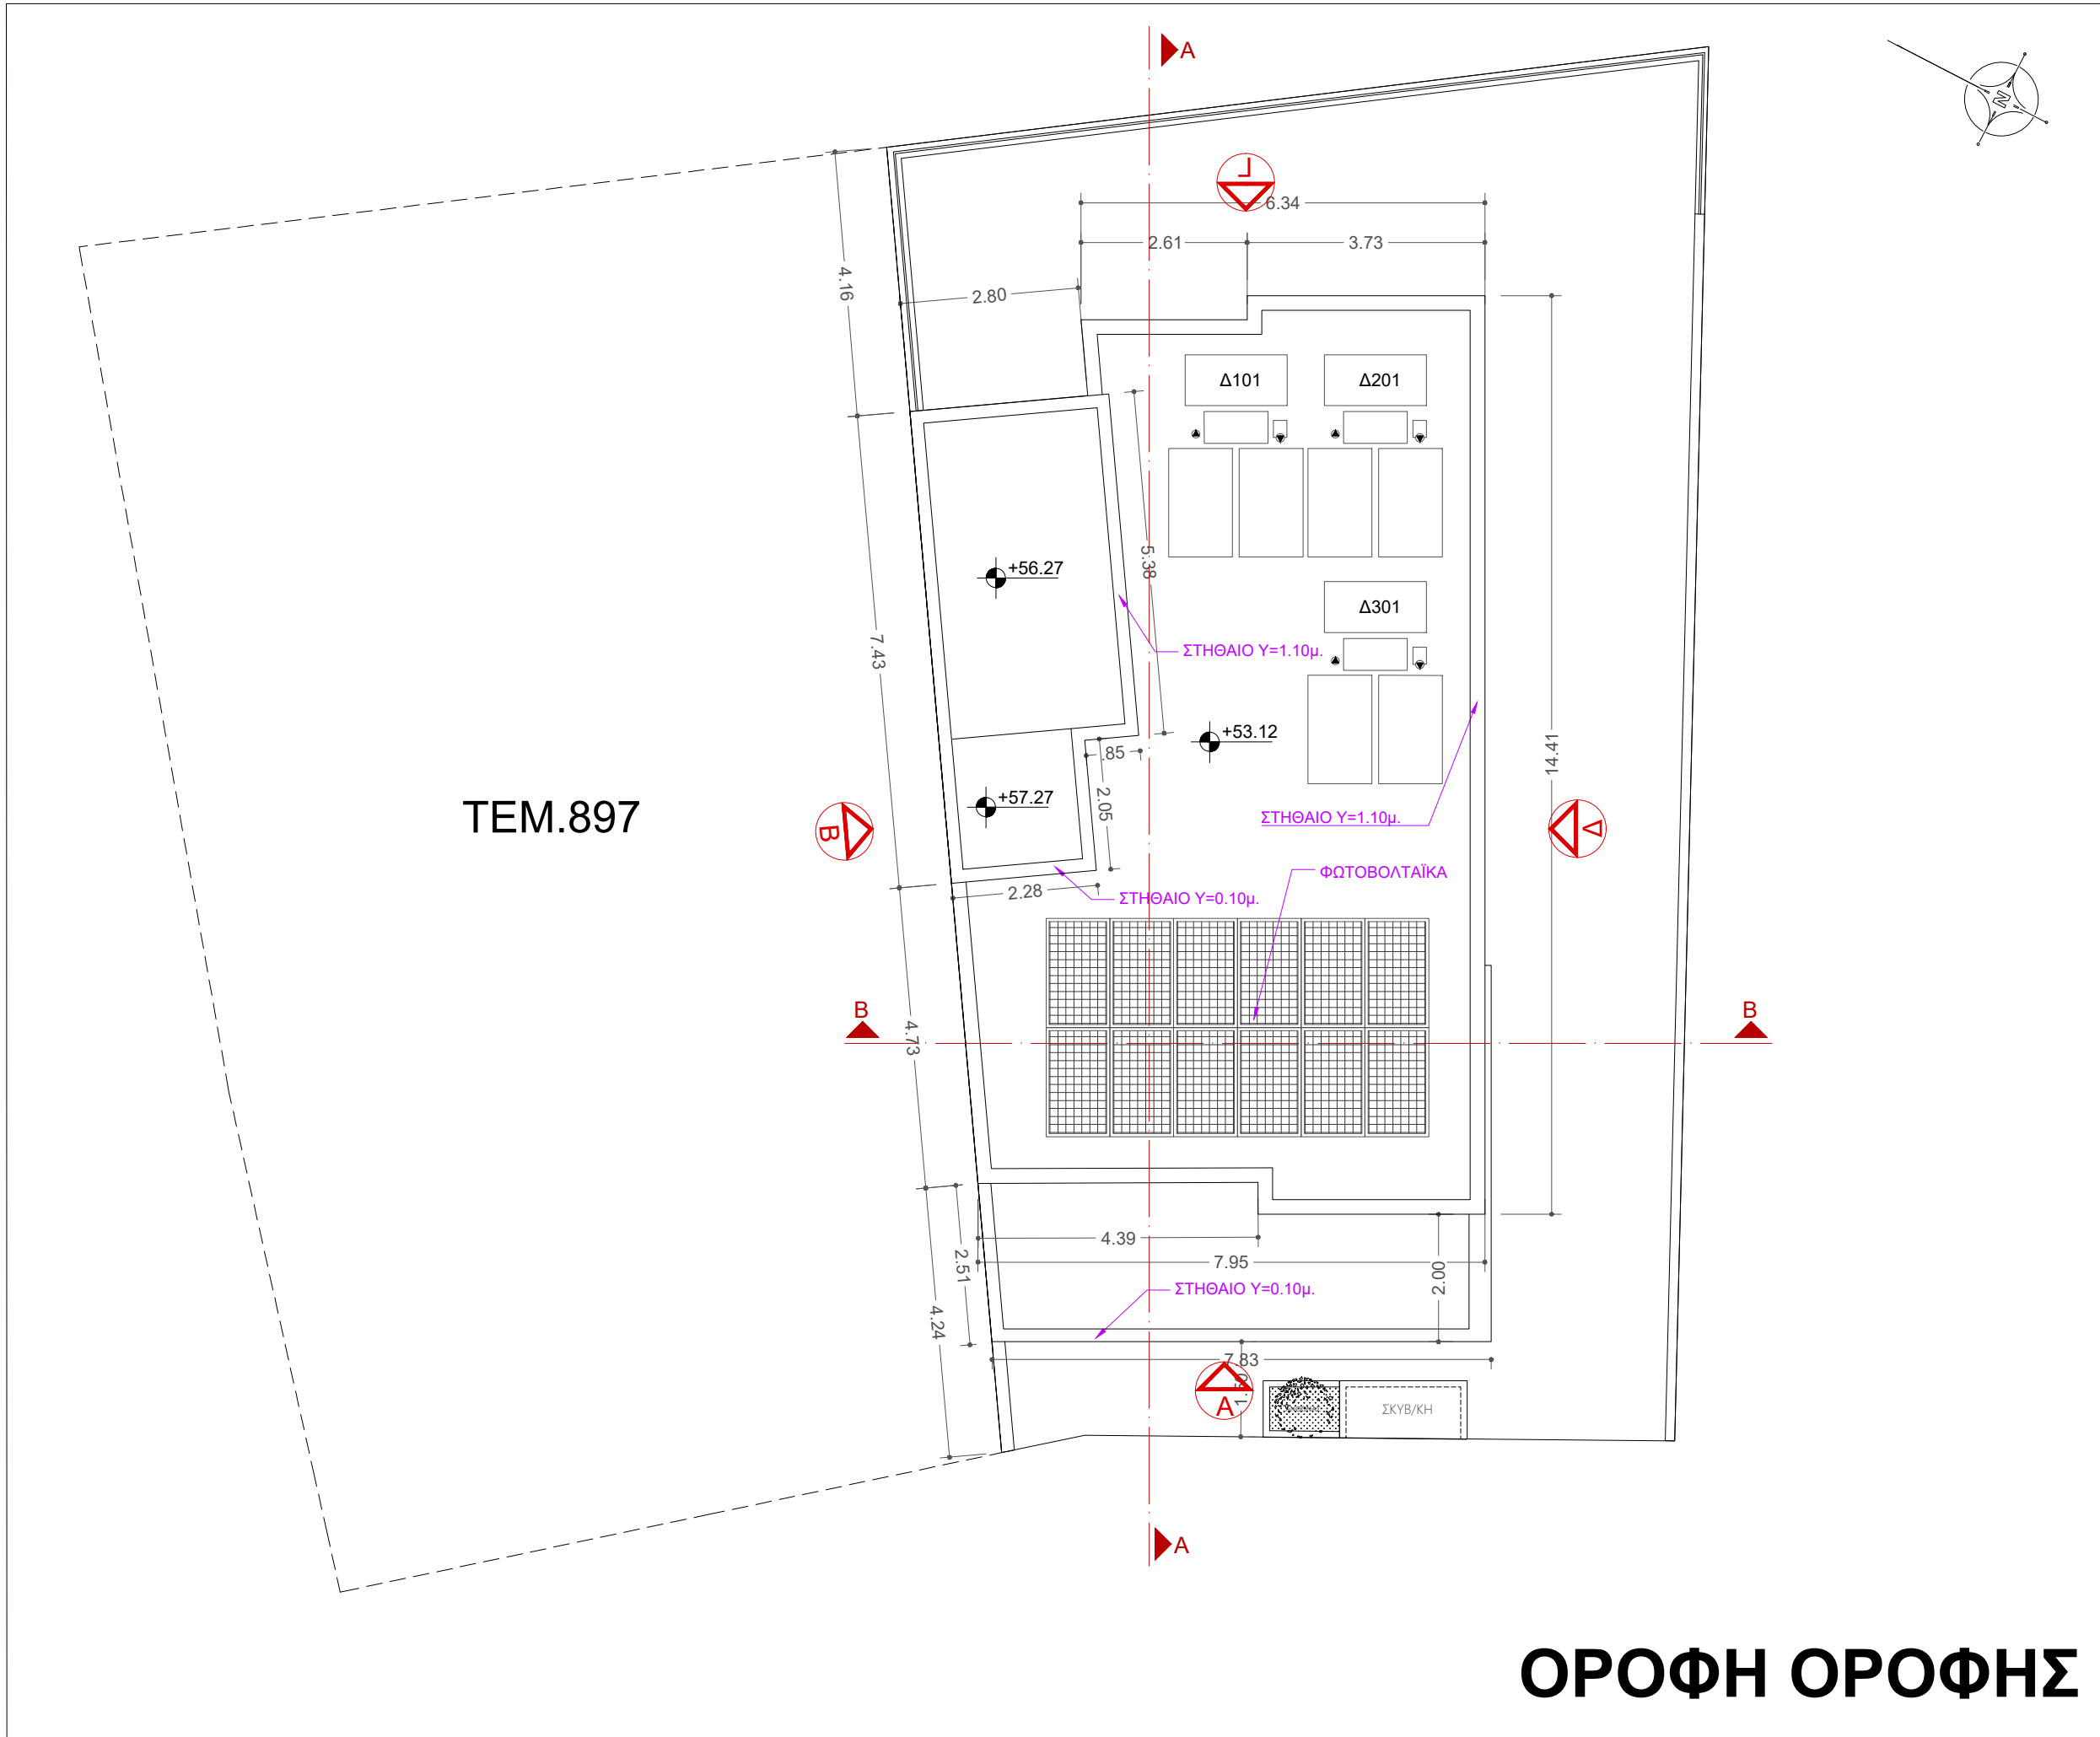 A
N
Γ
6.34
2.61
3.73
4.16
2.80
Δ101
Δ201
5.38
+56.27
Δ301
7.43
ΣΤΗΘΑΙΟ Υ=1.10μ.
+53.12
.85
14.41
+57.27
2.05
ΤΕΜ.897
ΣΤΗΘΑΙΟ Υ=1.10μ.
B
Δ
ΦΩΤΟΒΟΛΤΑΪΚΑ
2.28
ΣΤΗΘΑΙΟ Υ=0.10μ.
B
B
4.73
4.39
7.95
2.51
2.00
ΣΤΗΘΑΙΟ Υ=0.10μ.
4.24
7.83
1.50
A
ΣΚΥΒ/ΚΗ
A
ΟΡΟΦΗ ΟΡΟΦΗΣ